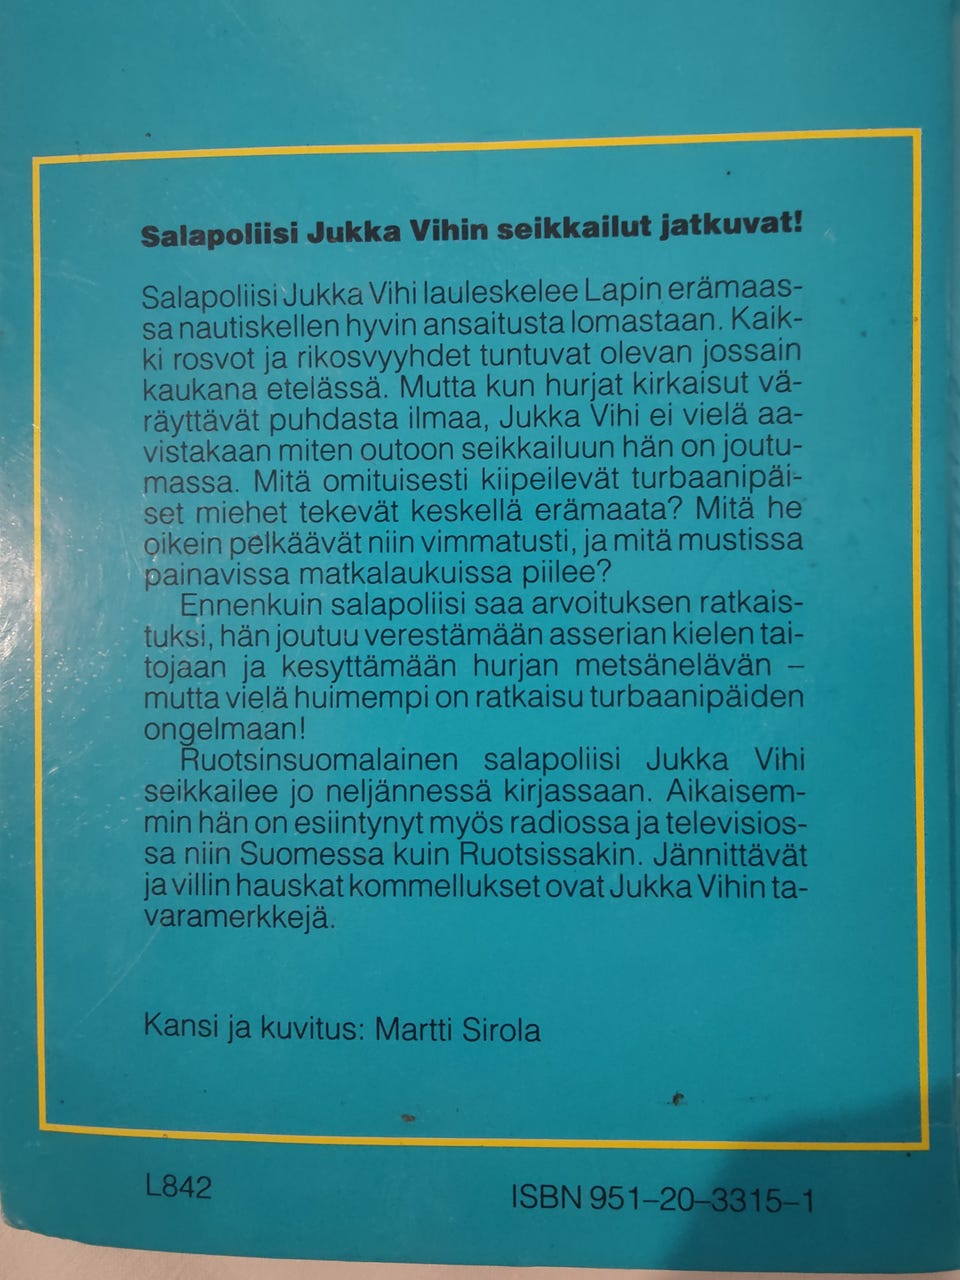 Salapoliisi Jukka Vihin seikkailut jatkuvat!
Salapoliisi Jukka Vihi lauleskelee Lapin erämaas-
sa nautiskellen hyvin ansaitusta lomastaan. Kaik-
ki rosvot ja rikosvyyhdet tuntuvat olevan jossain
kaukana etelässä. Mutta kun hurjat kirkaisut vä-
räyttävät puhdasta ilmaa, Jukka Vihi ei vielä aa-
vistakaan miten outoon seikkailuun hän on joutu-
massa. Mitä omituisesti kiipeilevät turbaanipäi-
set miehet tekevät keskellä erämaata? Mitä he
oikein pelkäävät niin vimmatusti, ja mitä mustissa
painavissa matkalaukuissa piilee?
Ennenkuin salapoliisi saa arvoituksen ratkais-
tuksi, hän joutuu verestämään asserian kielen tai-
tojaan ja kesyttämään hurjan metsänelävän –
mutta vielä huimempi on ratkaisu turbaanipäiden
ongelmaan!
Ruotsinsuomalainen salapoliisi Jukka Vihi
seikkailee jo neljännessä kirjassaan. Aikaisem-
min hän on esiintynyt myös radiossa ja televisios-
sa niin Suomessa kuin Ruotsissakin. Jännittävät
ja villin hauskat kommellukset ovat Jukka Vihin ta-
varamerkkejä.
Kansi ja kuvitus: Martti Sirola
L842
ISBN 951–20–3315–1